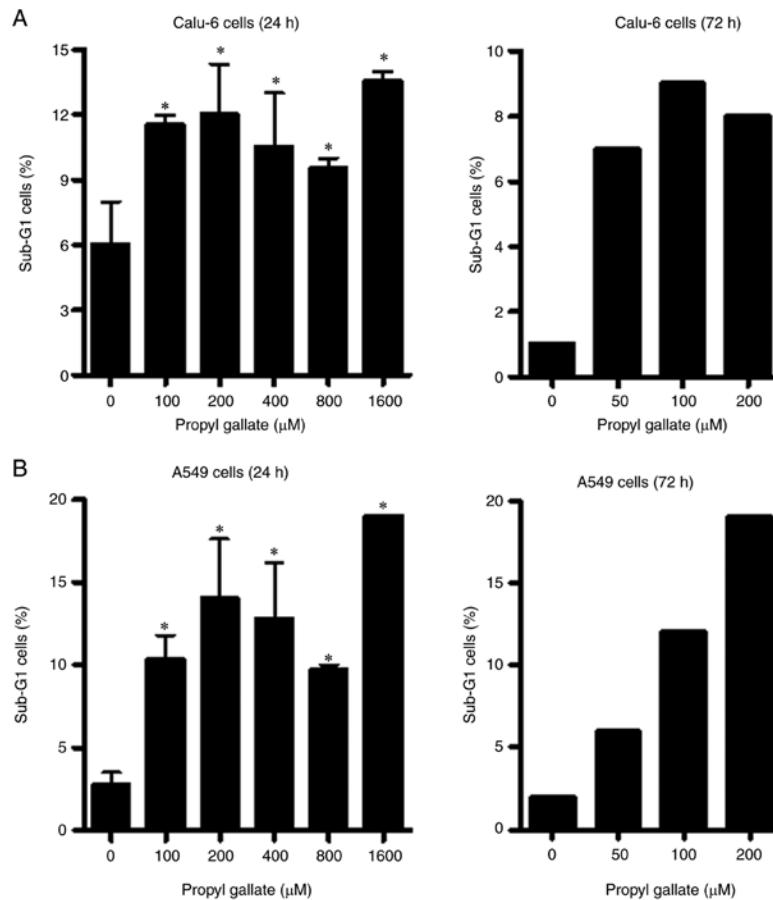 A
Calu-6 cells (24 h)
15
12
9
6
3
0
Sub-G1 cells (%)
* * * * *
0 100 200 400 800 1600
Propyl gallate (μM)
Calu-6 cells (72 h)
10
8
6
4
2
0
Sub-G1 cells (%)
0 50 100 200
Propyl gallate (μM)
B
A549 cells (24 h)
20
15
10
5
0
Sub-G1 cells (%)
* * * * *
0 100 200 400 800 1600
Propyl gallate (μM)
A549 cells (72 h)
20
15
10
5
0
Sub-G1 cells (%)
0 50 100 200
Propyl gallate (μM)